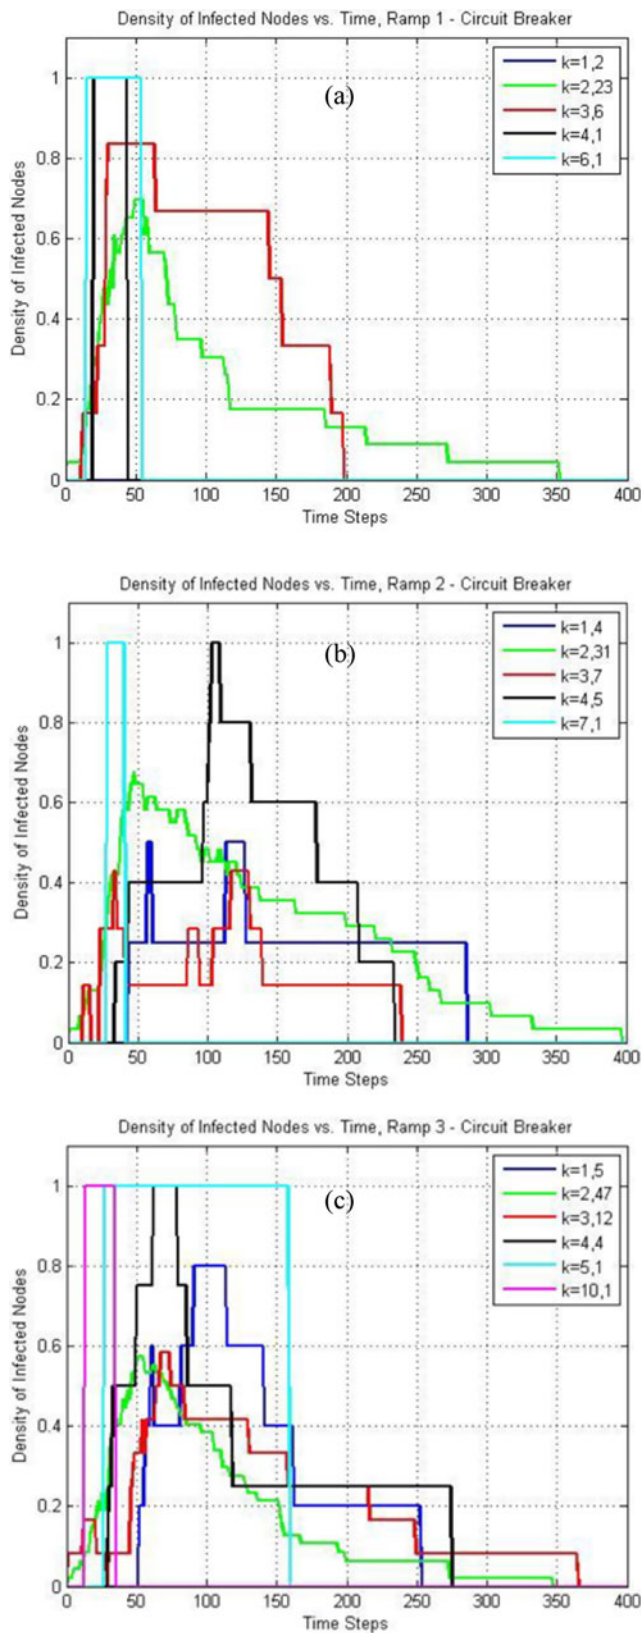 Density of Infected Nodes vs. Time, Ramp 1 - Circuit Breaker
(a)
k=1,2
k=2,23
k=3,6
k=4,1
k=6,1
Density of Infected Nodes
1
0.8
0.6
0.4
0.2
0
0 50 100 150 200 250 300 350 400
Time Steps
Density of Infected Nodes vs. Time, Ramp 2 - Circuit Breaker
(b)
k=1,4
k=2,31
k=3,7
k=4,5
k=7,1
Density of Infected Nodes
1
0.8
0.6
0.4
0.2
0
0 50 100 150 200 250 300 350 400
Time Steps
Density of Infected Nodes vs. Time, Ramp 3 - Circuit Breaker
(c)
k=1,5
k=2,47
k=3,12
k=4,4
k=5,1
k=10,1
Density of Infected Nodes
1
0.8
0.6
0.4
0.2
0
0 50 100 150 200 250 300 350 400
Time Steps